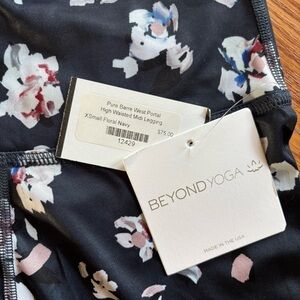 Pure Barre West Portal
High Waisted Midi Legging
XSmall Floral Navy
$75.00
12429
BEYOND YOGA
MADE IN THE USA